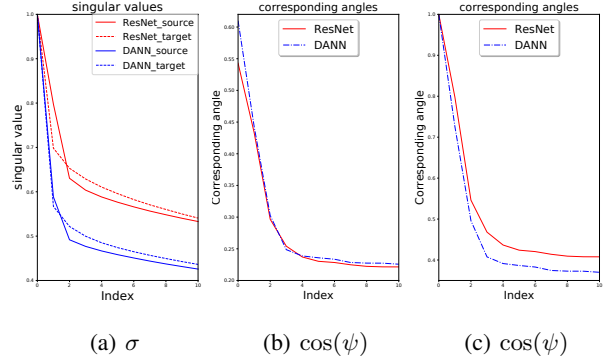 singular values
ResNet_source
ResNet_target
DANN_source
DANN_target
singular value
1.0
0.9
0.8
0.7
0.6
0.5
0.4
0 2 4 6 8 10
Index
(a) σ
corresponding angles
ResNet
DANN
Corresponding angle
0.60
0.55
0.50
0.45
0.40
0.35
0.30
0.25
0.20
0 2 4 6 8 10
Index
(b) cos(ψ)
corresponding angles
ResNet
DANN
Corresponding angle
1.0
0.9
0.8
0.7
0.6
0.5
0.4
0 2 4 6 8 10
Index
(c) cos(ψ)